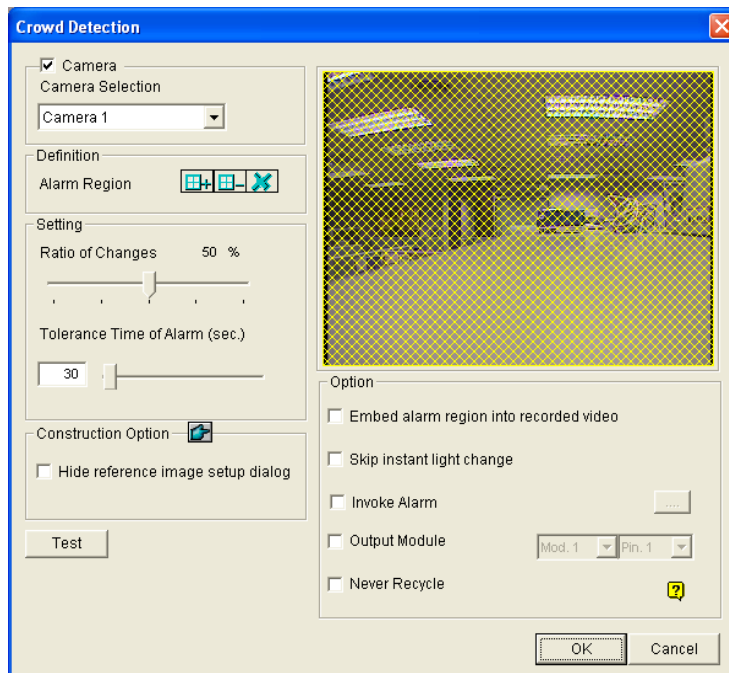 Crowd Detection
Camera
Camera Selection
Camera 1
Definition
Alarm Region
Setting
Ratio of Changes 50 %
Tolerance Time of Alarm (sec.)
30
Construction Option
Hide reference image setup dialog
Test
Option
Embed alarm region into recorded video
Skip instant light change
Invoke Alarm ....
Output Module Mod. 1 Pin. 1
Never Recycle ?
OK Cancel